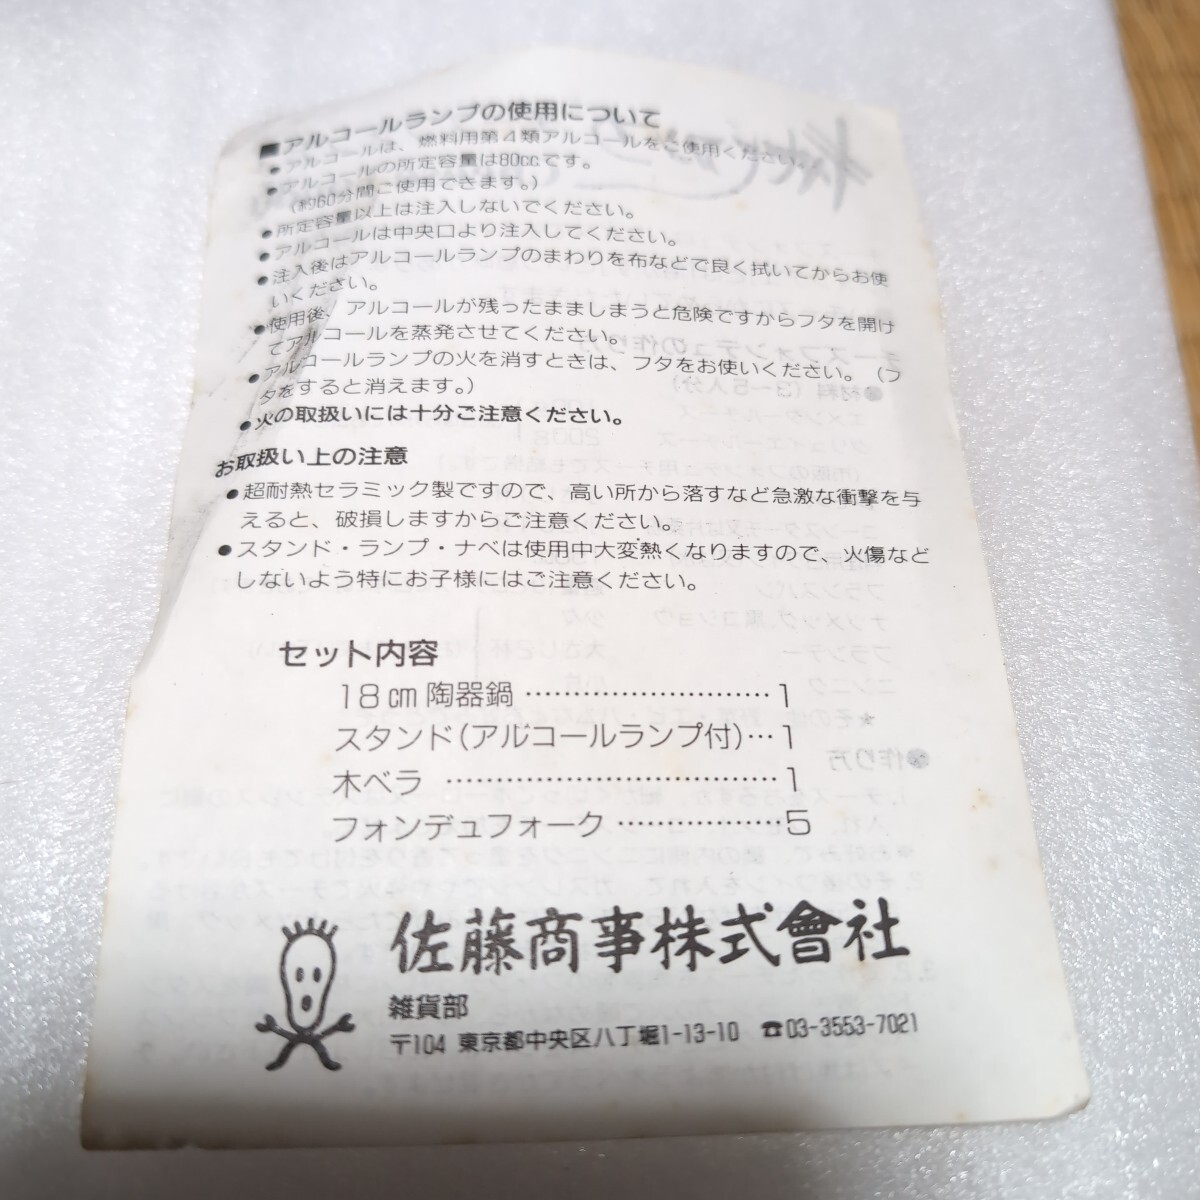 ■アルコールランプの使用について
●アルコールは、燃料用第4類アルコールをご使用ください。
●アルコールの所定容量は80ccです。
(約60分間ご使用できます。)
●所定容量以上は注入しないでください。
●アルコールは中央口より注入してください。
●注入後はアルコールランプのまわりを布などで良く拭いてからお使
いください。
●使用後、アルコールが残ったまましまうと危険ですからフタを開け
てアルコールを蒸発させてください。
●アルコールランプの火を消すときは、フタをお使いください。(フ
タをすると消えます。)
●火の取扱いには十分ご注意ください。
お取扱い上の注意
●超耐熱セラミック製ですので、高い所から落すなど急激な衝撃を与
えると、破損しますからご注意ください。
●スタンド・ランプ・ナベは使用中大変熱くなりますので、火傷など
しないよう特にお子様にはご注意ください。
セット内容
18cm陶器鍋………………………1
スタンド(アルコールランプ付)…1
木ベラ ………………………………1
フォンデュフォーク ………………5
佐藤商事株式會社
雑貨部
〒104 東京都中央区八丁堀1-13-10 ☎03-3553-7021